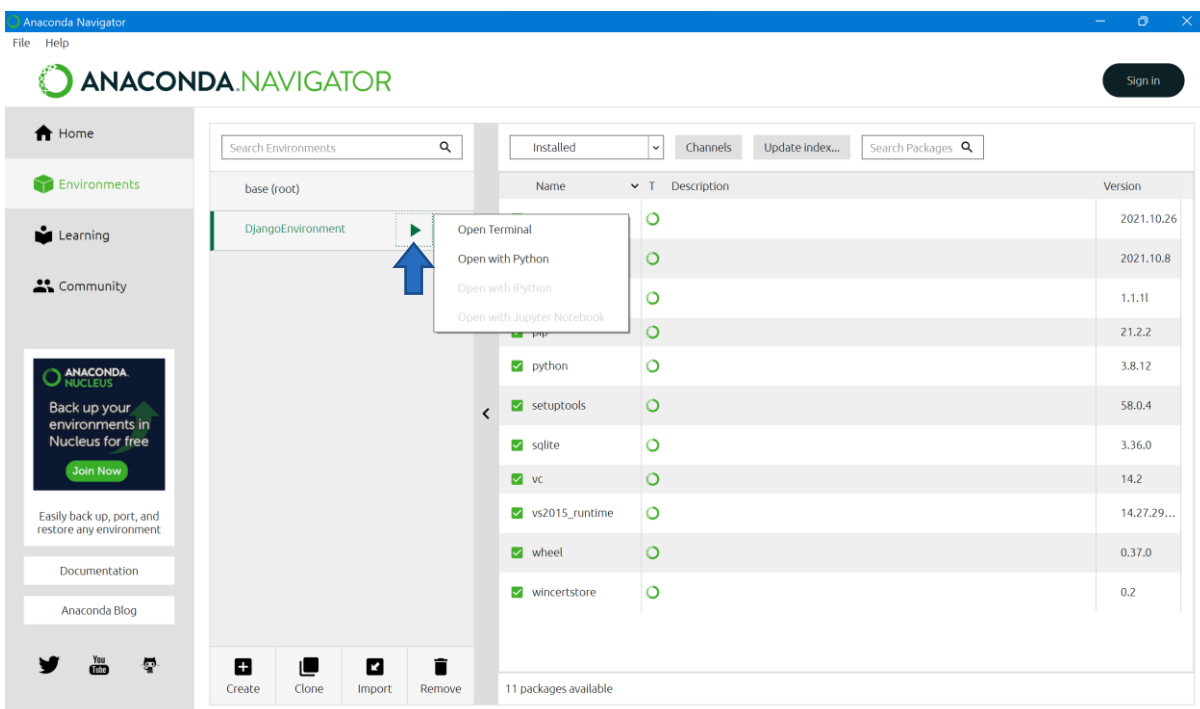 Anaconda Navigator
File Help
ANACONDA.NAVIGATOR
Sign in
Home
Environments
Learning
Community
ANACONDA.
NUCLEUS
Back up your
environments in
Nucleus for free
Join Now
Easily back up, port, and
restore any environment
Documentation
Anaconda Blog
You
Tube
Search Environments
base (root)
DjangoEnvironment
Open Terminal
Open with Python
Open with IPython
Open with Jupyter Notebook
Create Clone Import Remove
Installed Channels Update index... Search Packages
Name T Description Version
2021.10.26
2021.10.8
1.1.1l
pip 21.2.2
python 3.8.12
setuptools 58.0.4
sqlite 3.36.0
vc 14.2
vs2015_runtime 14.27.29...
wheel 0.37.0
wincertstore 0.2
11 packages available